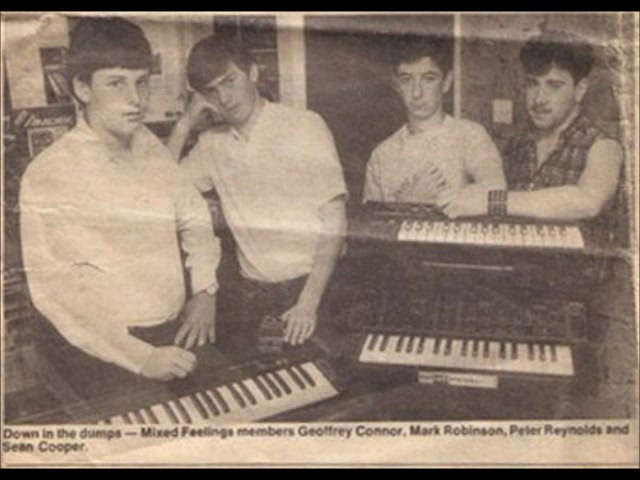 Down in the dumps — Mixed Feelings members Geoffrey Connor, Mark Robinson, Peter Reynolds and
Sean Cooper.